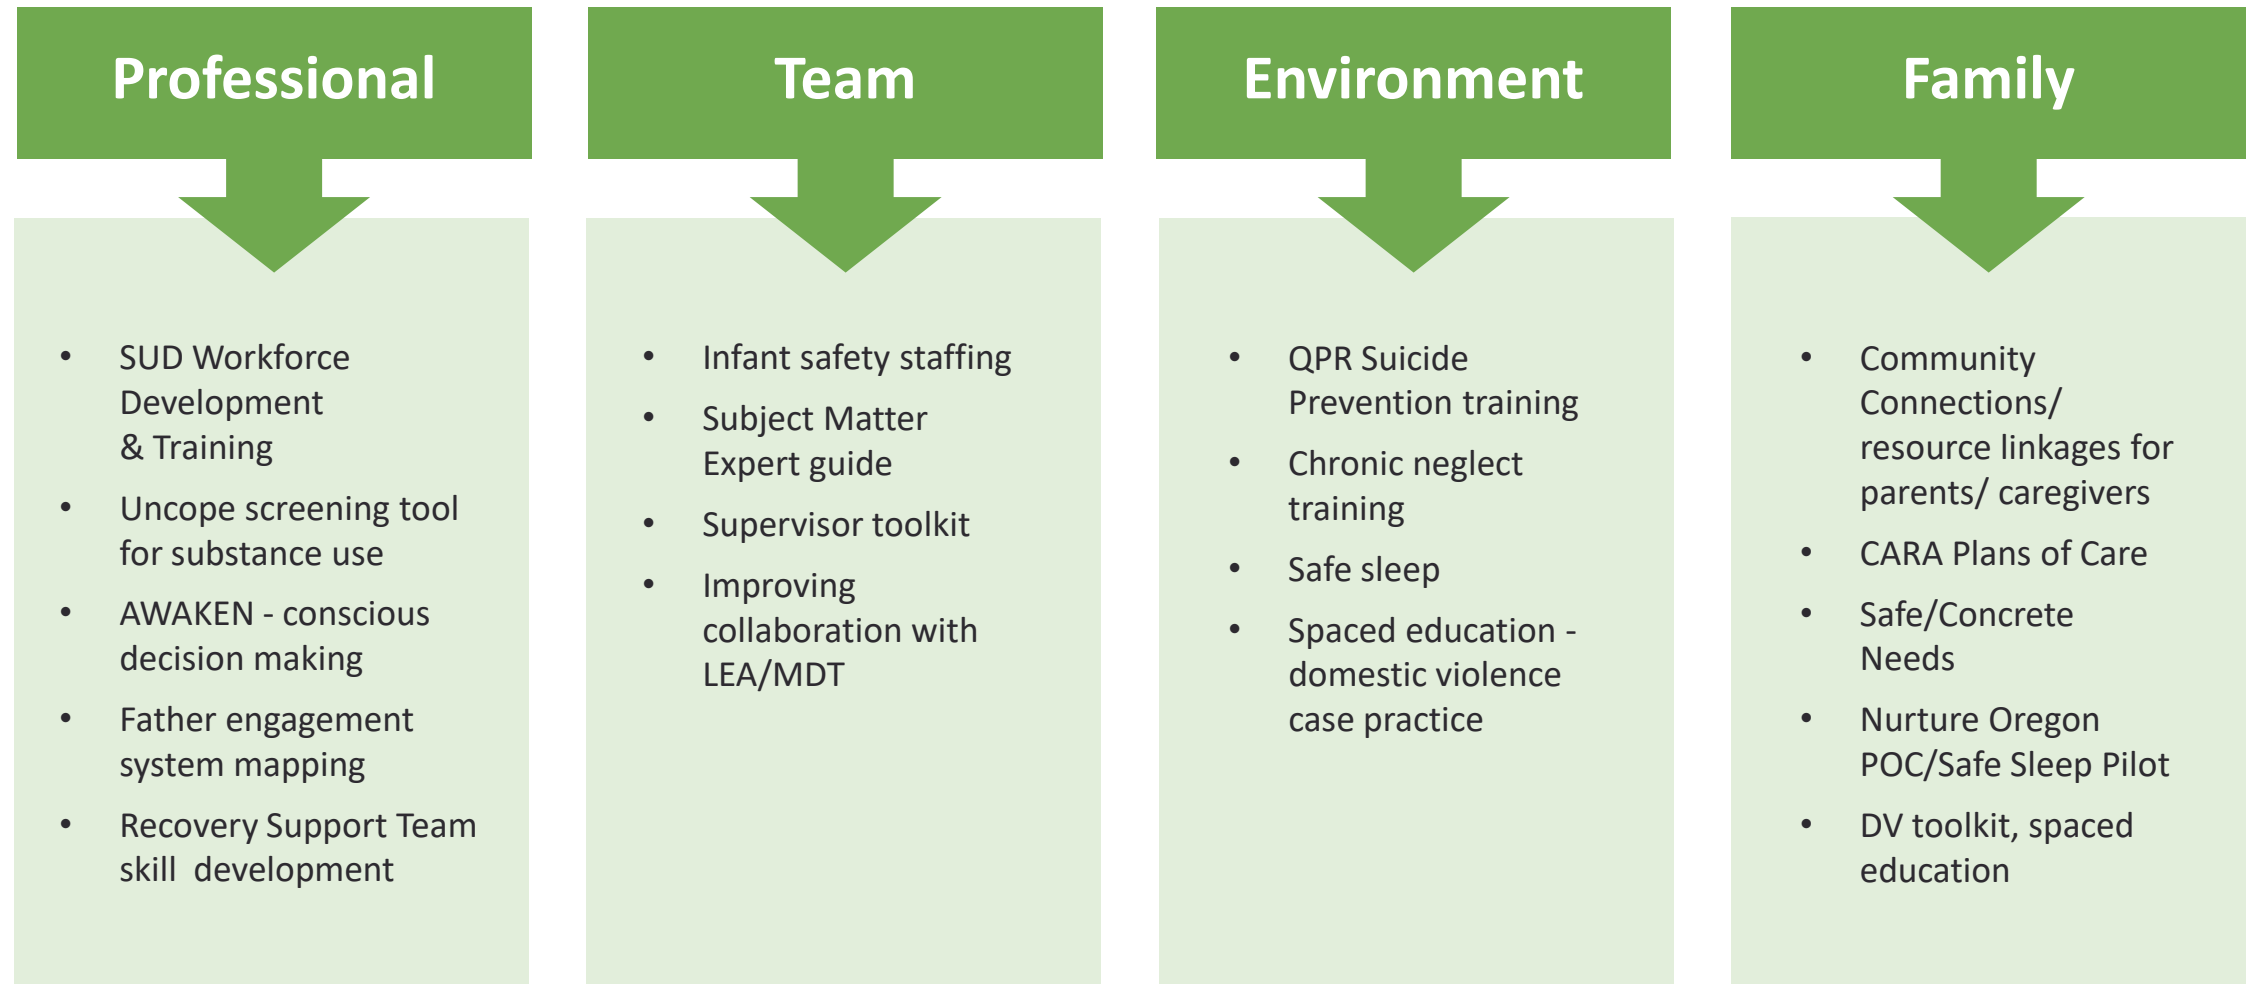 Professional
• SUD Workforce
Development
& Training
• Uncope screening tool
for substance use
• AWAKEN - conscious
decision making
• Father engagement
system mapping
• Recovery Support Team
skill  development
Team
• Infant safety staffing
• Subject Matter
Expert guide
• Supervisor toolkit
• Improving
collaboration with
LEA/MDT
Environment
• QPR Suicide
Prevention training
• Chronic neglect
training
• Safe sleep
• Spaced education -
domestic violence
case practice
Family
• Community
Connections/
resource linkages for
parents/ caregivers
• CARA Plans of Care
• Safe/Concrete
Needs
• Nurture Oregon
POC/Safe Sleep Pilot
• DV toolkit, spaced
education